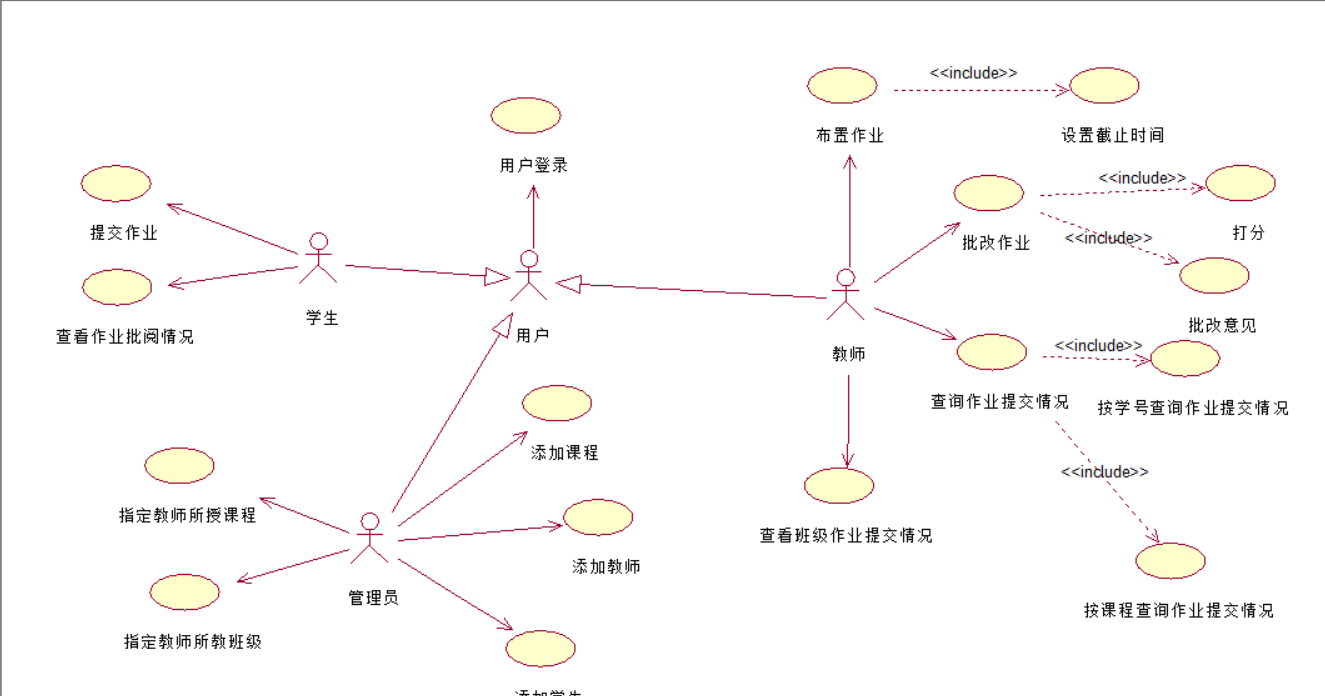 <<include>>
布置作业
设置截止时间
用户登录
<<include>>
提交作业
批改作业
打分
<<include>>
学生
用户
查看作业批阅情况
批改意见
教师
<<include>>
查询作业提交情况
按学号查询作业提交情况
添加课程
<<include>>
指定教师所授课程
查看班级作业提交情况
添加教师
管理员
按课程查询作业提交情况
指定教师所教班级
添加学生